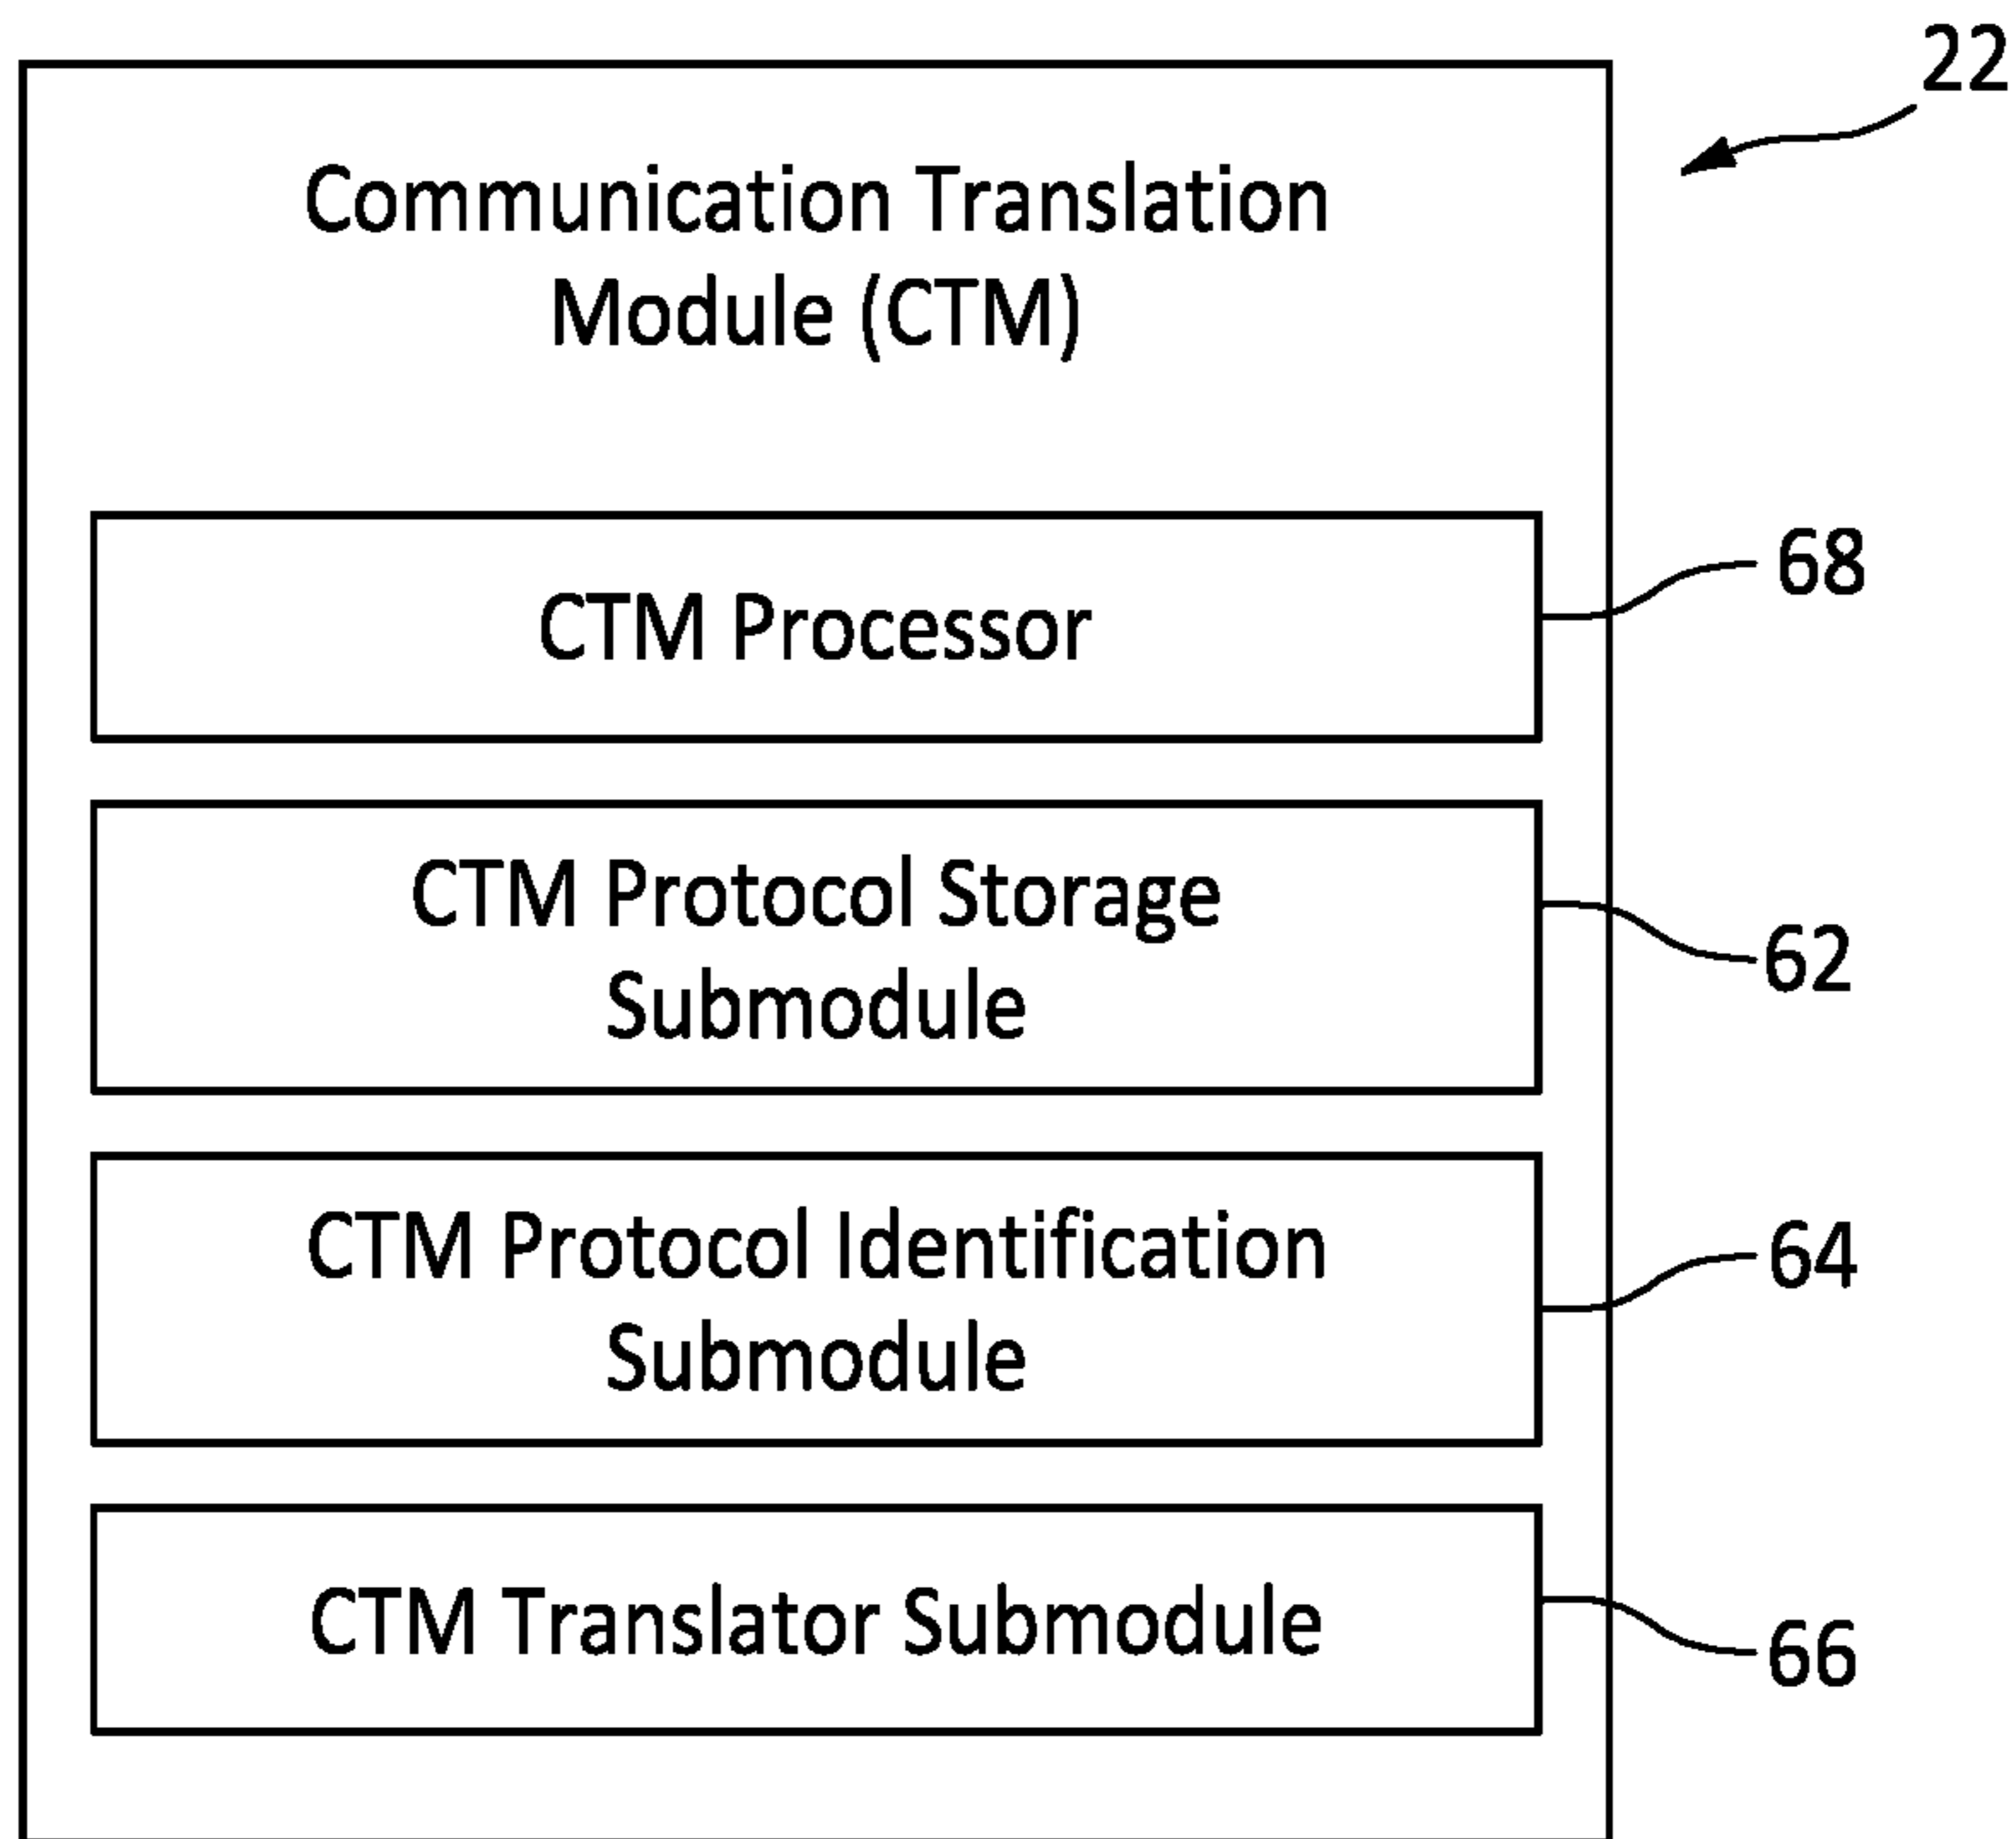 22
Communication Translation
Module (CTM)
CTM Processor
68
CTM Protocol Storage
Submodule
62
CTM Protocol Identification
Submodule
64
CTM Translator Submodule
66